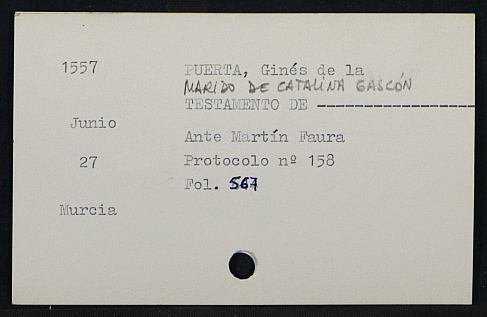 1557
PUERTA, Ginés de la
MARIDO DE CATALINA GASCÓN
TESTAMENTO DE --------------------
Junio
Ante Martín Faura
27
Protocolo nº 158
Fol. 567
Murcia